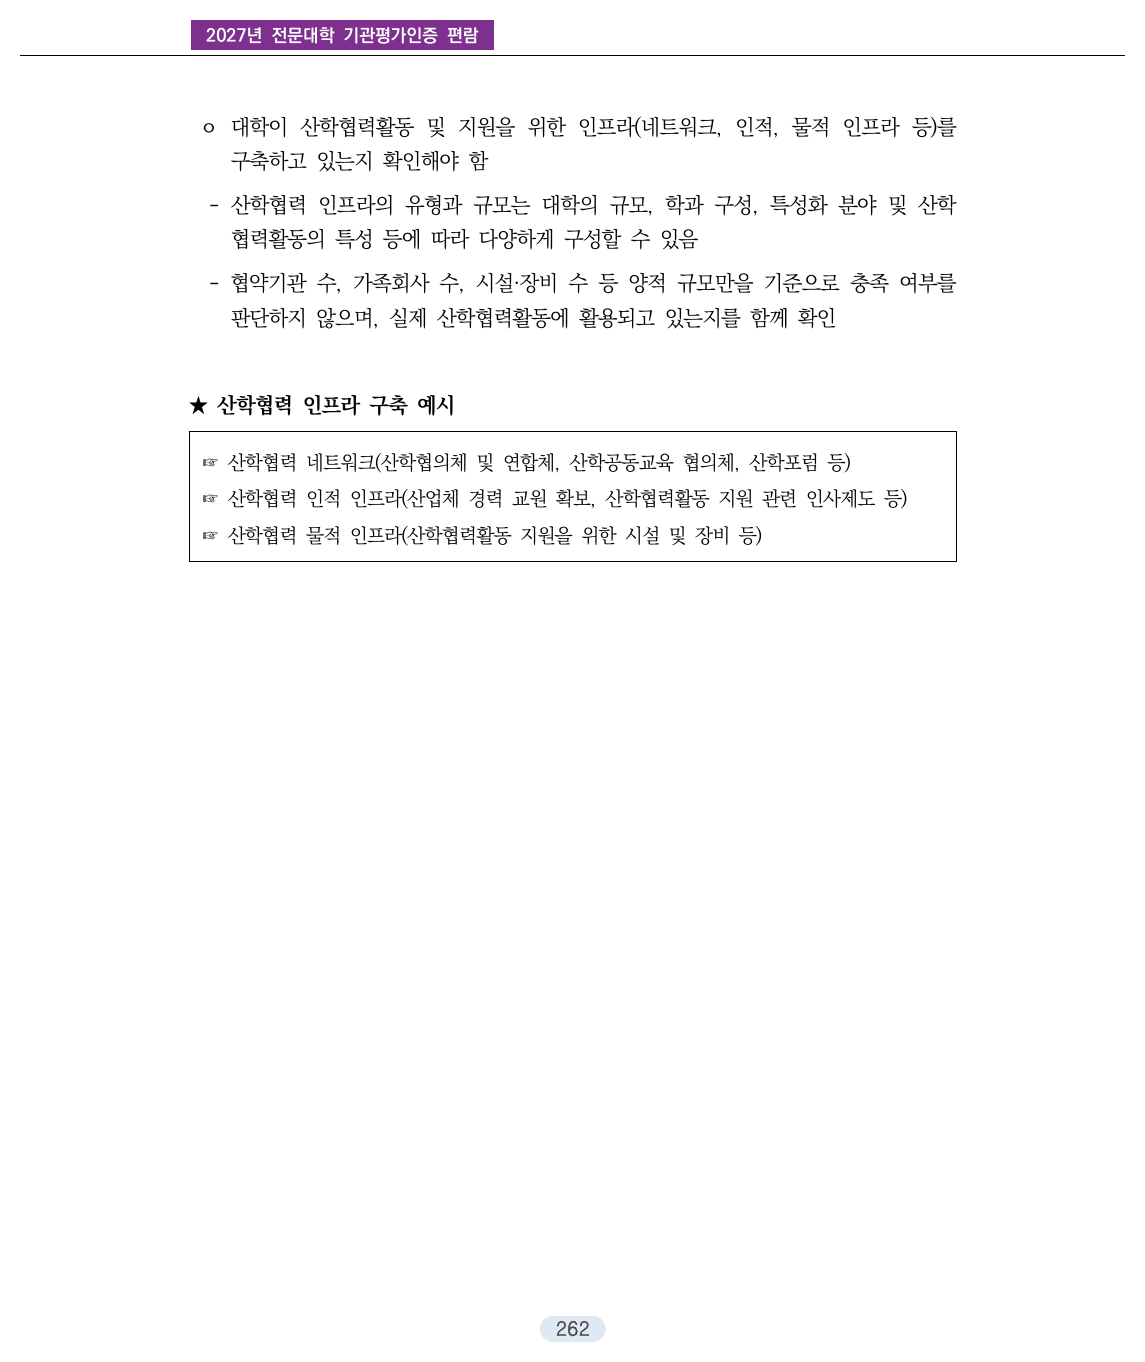 2027년 전문대학 기관평가인증 편람
ㅇ 대학이 산학협력활동 및 지원을 위한 인프라(네트워크, 인적, 물적 인프라 등)를
구축하고 있는지 확인해야 함
- 산학협력 인프라의 유형과 규모는 대학의 규모, 학과 구성, 특성화 분야 및 산학
협력활동의 특성 등에 따라 다양하게 구성할 수 있음
- 협약기관 수, 가족회사 수, 시설·장비 수 등 양적 규모만을 기준으로 충족 여부를
판단하지 않으며, 실제 산학협력활동에 활용되고 있는지를 함께 확인
★ 산학협력 인프라 구축 예시
☞ 산학협력 네트워크(산학협의체 및 연합체, 산학공동교육 협의체, 산학포럼 등)
☞ 산학협력 인적 인프라(산업체 경력 교원 확보, 산학협력활동 지원 관련 인사제도 등)
☞ 산학협력 물적 인프라(산학협력활동 지원을 위한 시설 및 장비 등)
262